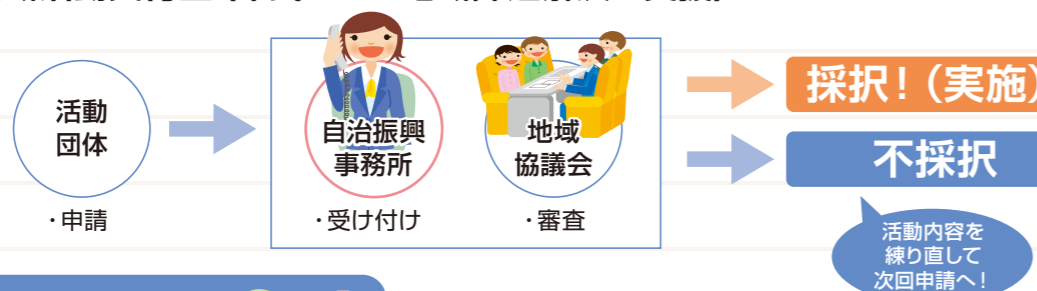 活動
団体
・申請
自治振興
事務所
・受け付け
地域
協議会
・審査
採択!(実施)
不採択
活動内容を
練り直して
次回申請へ!